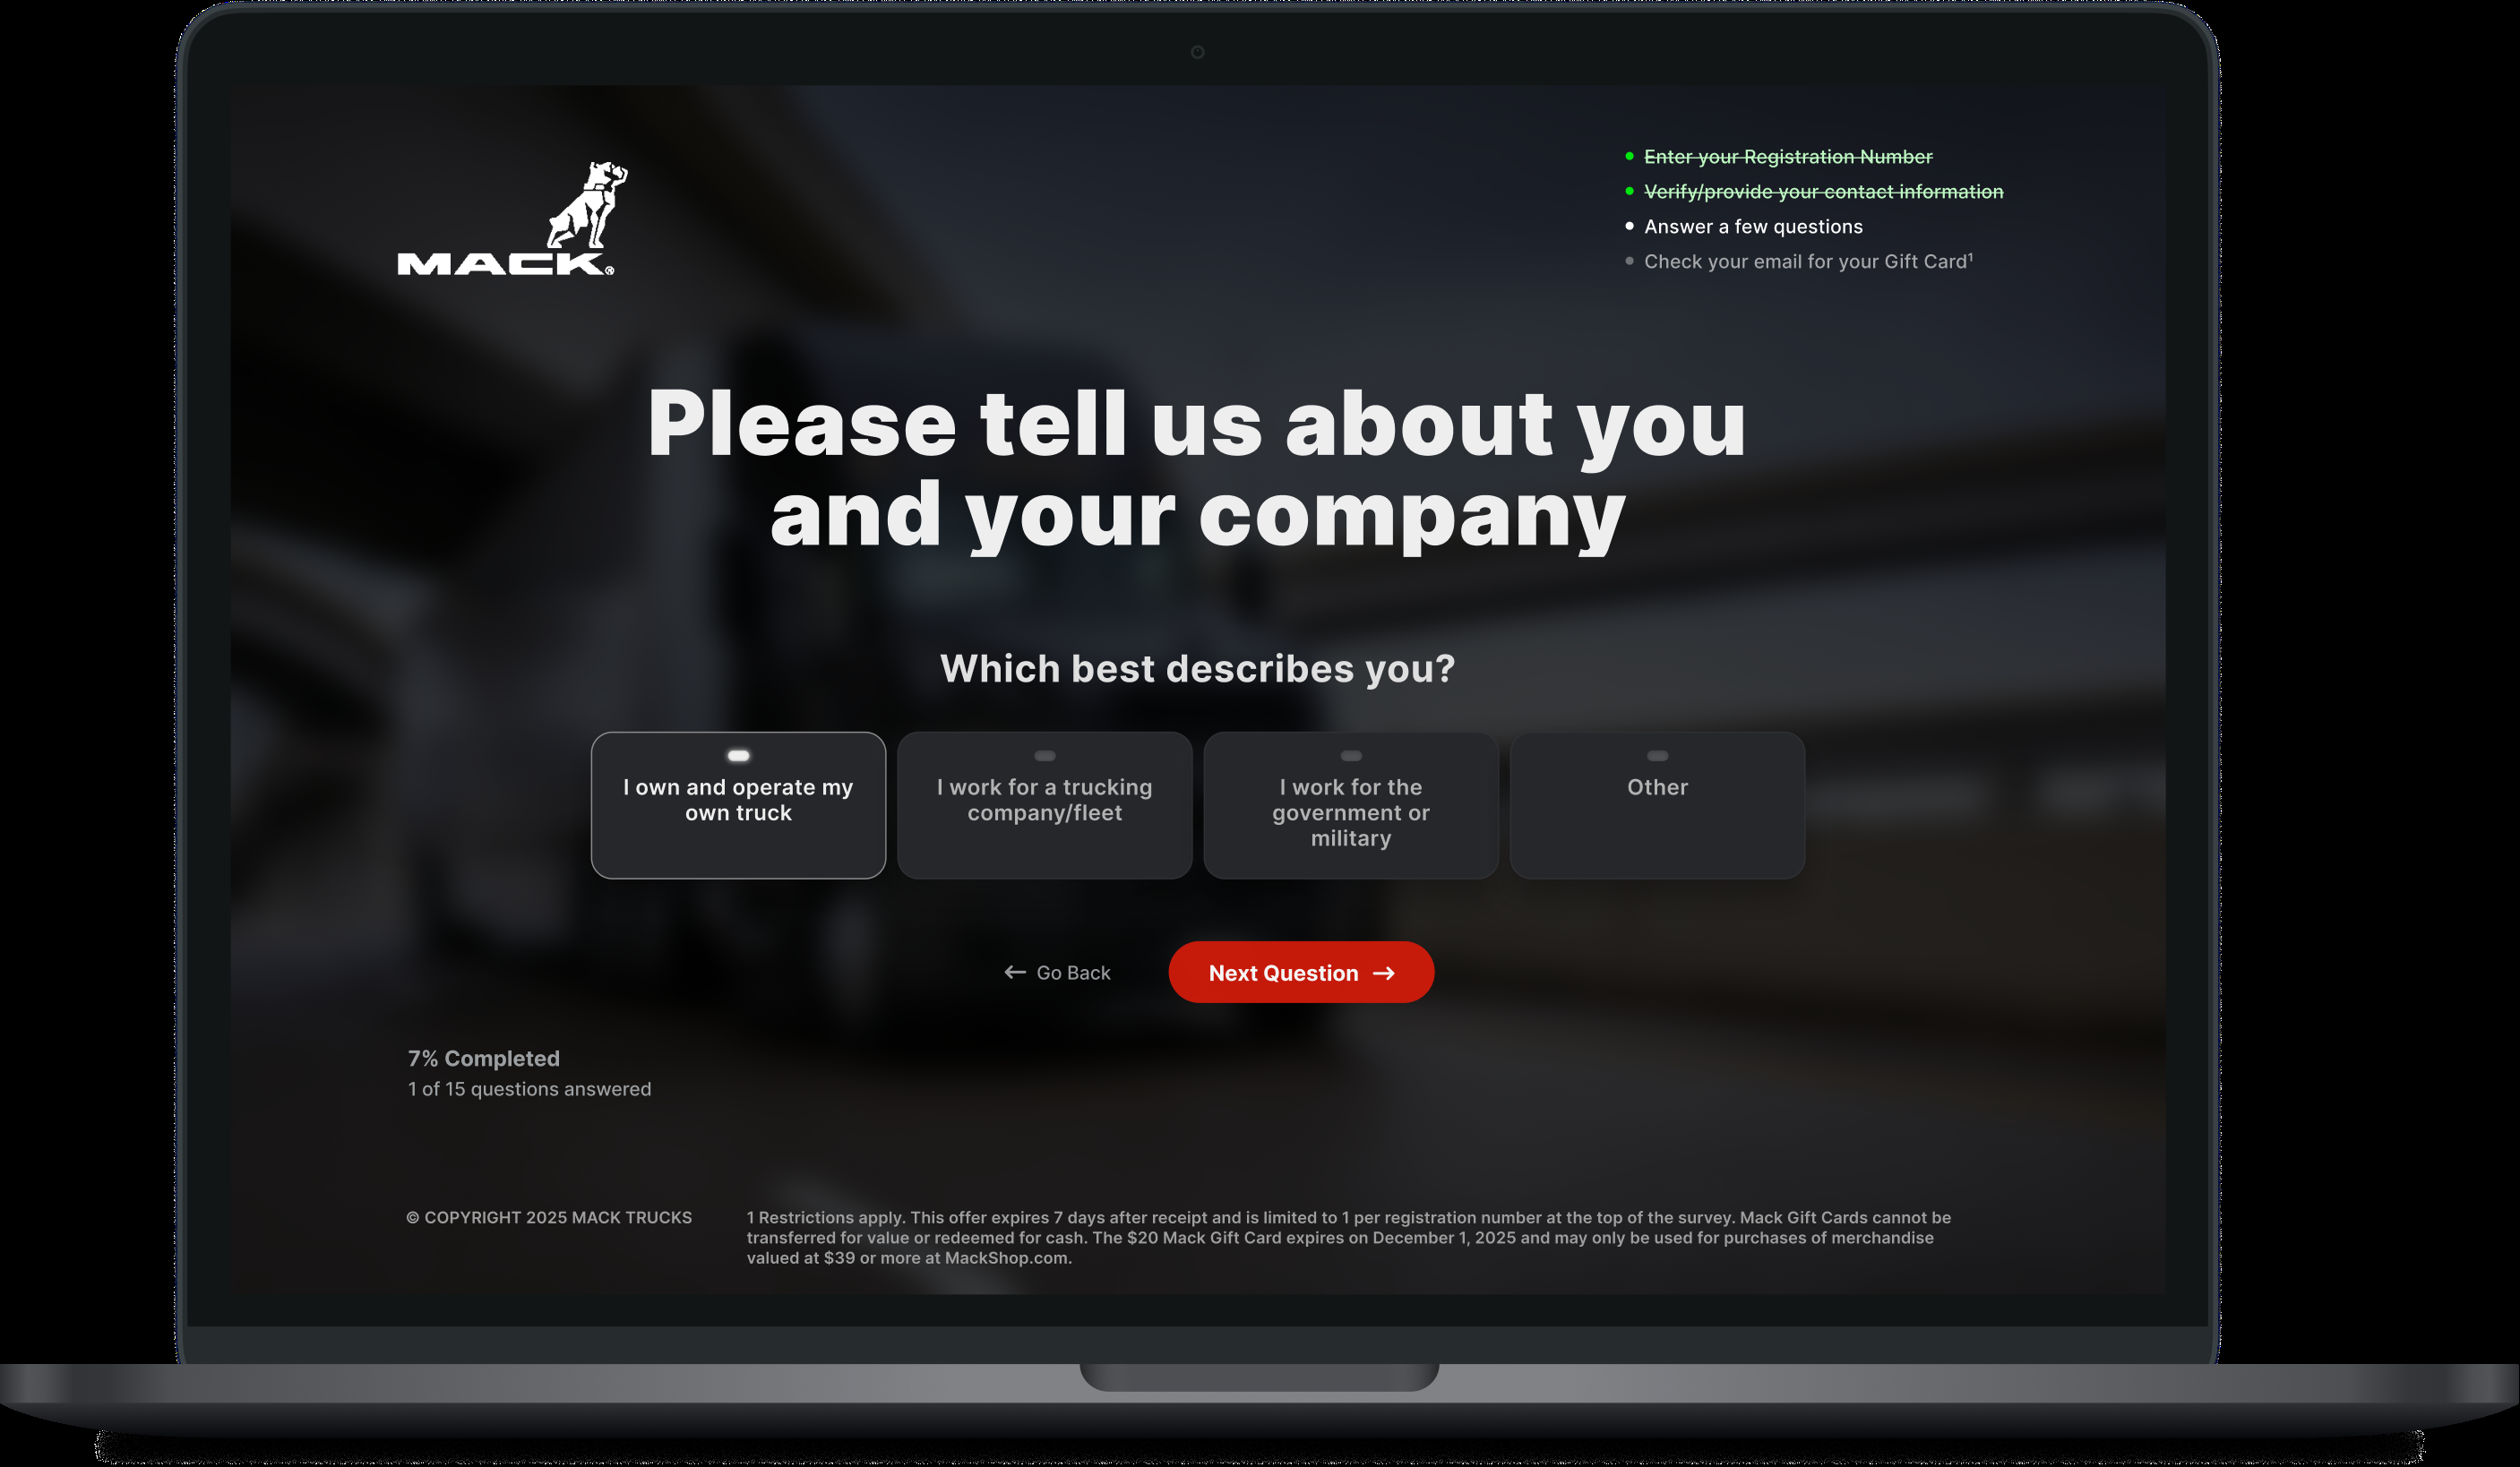 MACK®
Enter your Registration Number
Verify/provide your contact information
Answer a few questions
Check your email for your Gift Card¹
Please tell us about you
and your company
Which best describes you?
I own and operate my
own truck
I work for a trucking
company/fleet
I work for the
government or
military
Other
← Go Back
Next Question →
7% Completed
1 of 15 questions answered
© COPYRIGHT 2025 MACK TRUCKS
1 Restrictions apply. This offer expires 7 days after receipt and is limited to 1 per registration number at the top of the survey. Mack Gift Cards cannot be
transferred for value or redeemed for cash. The $20 Mack Gift Card expires on December 1, 2025 and may only be used for purchases of merchandise
valued at $39 or more at MackShop.com.